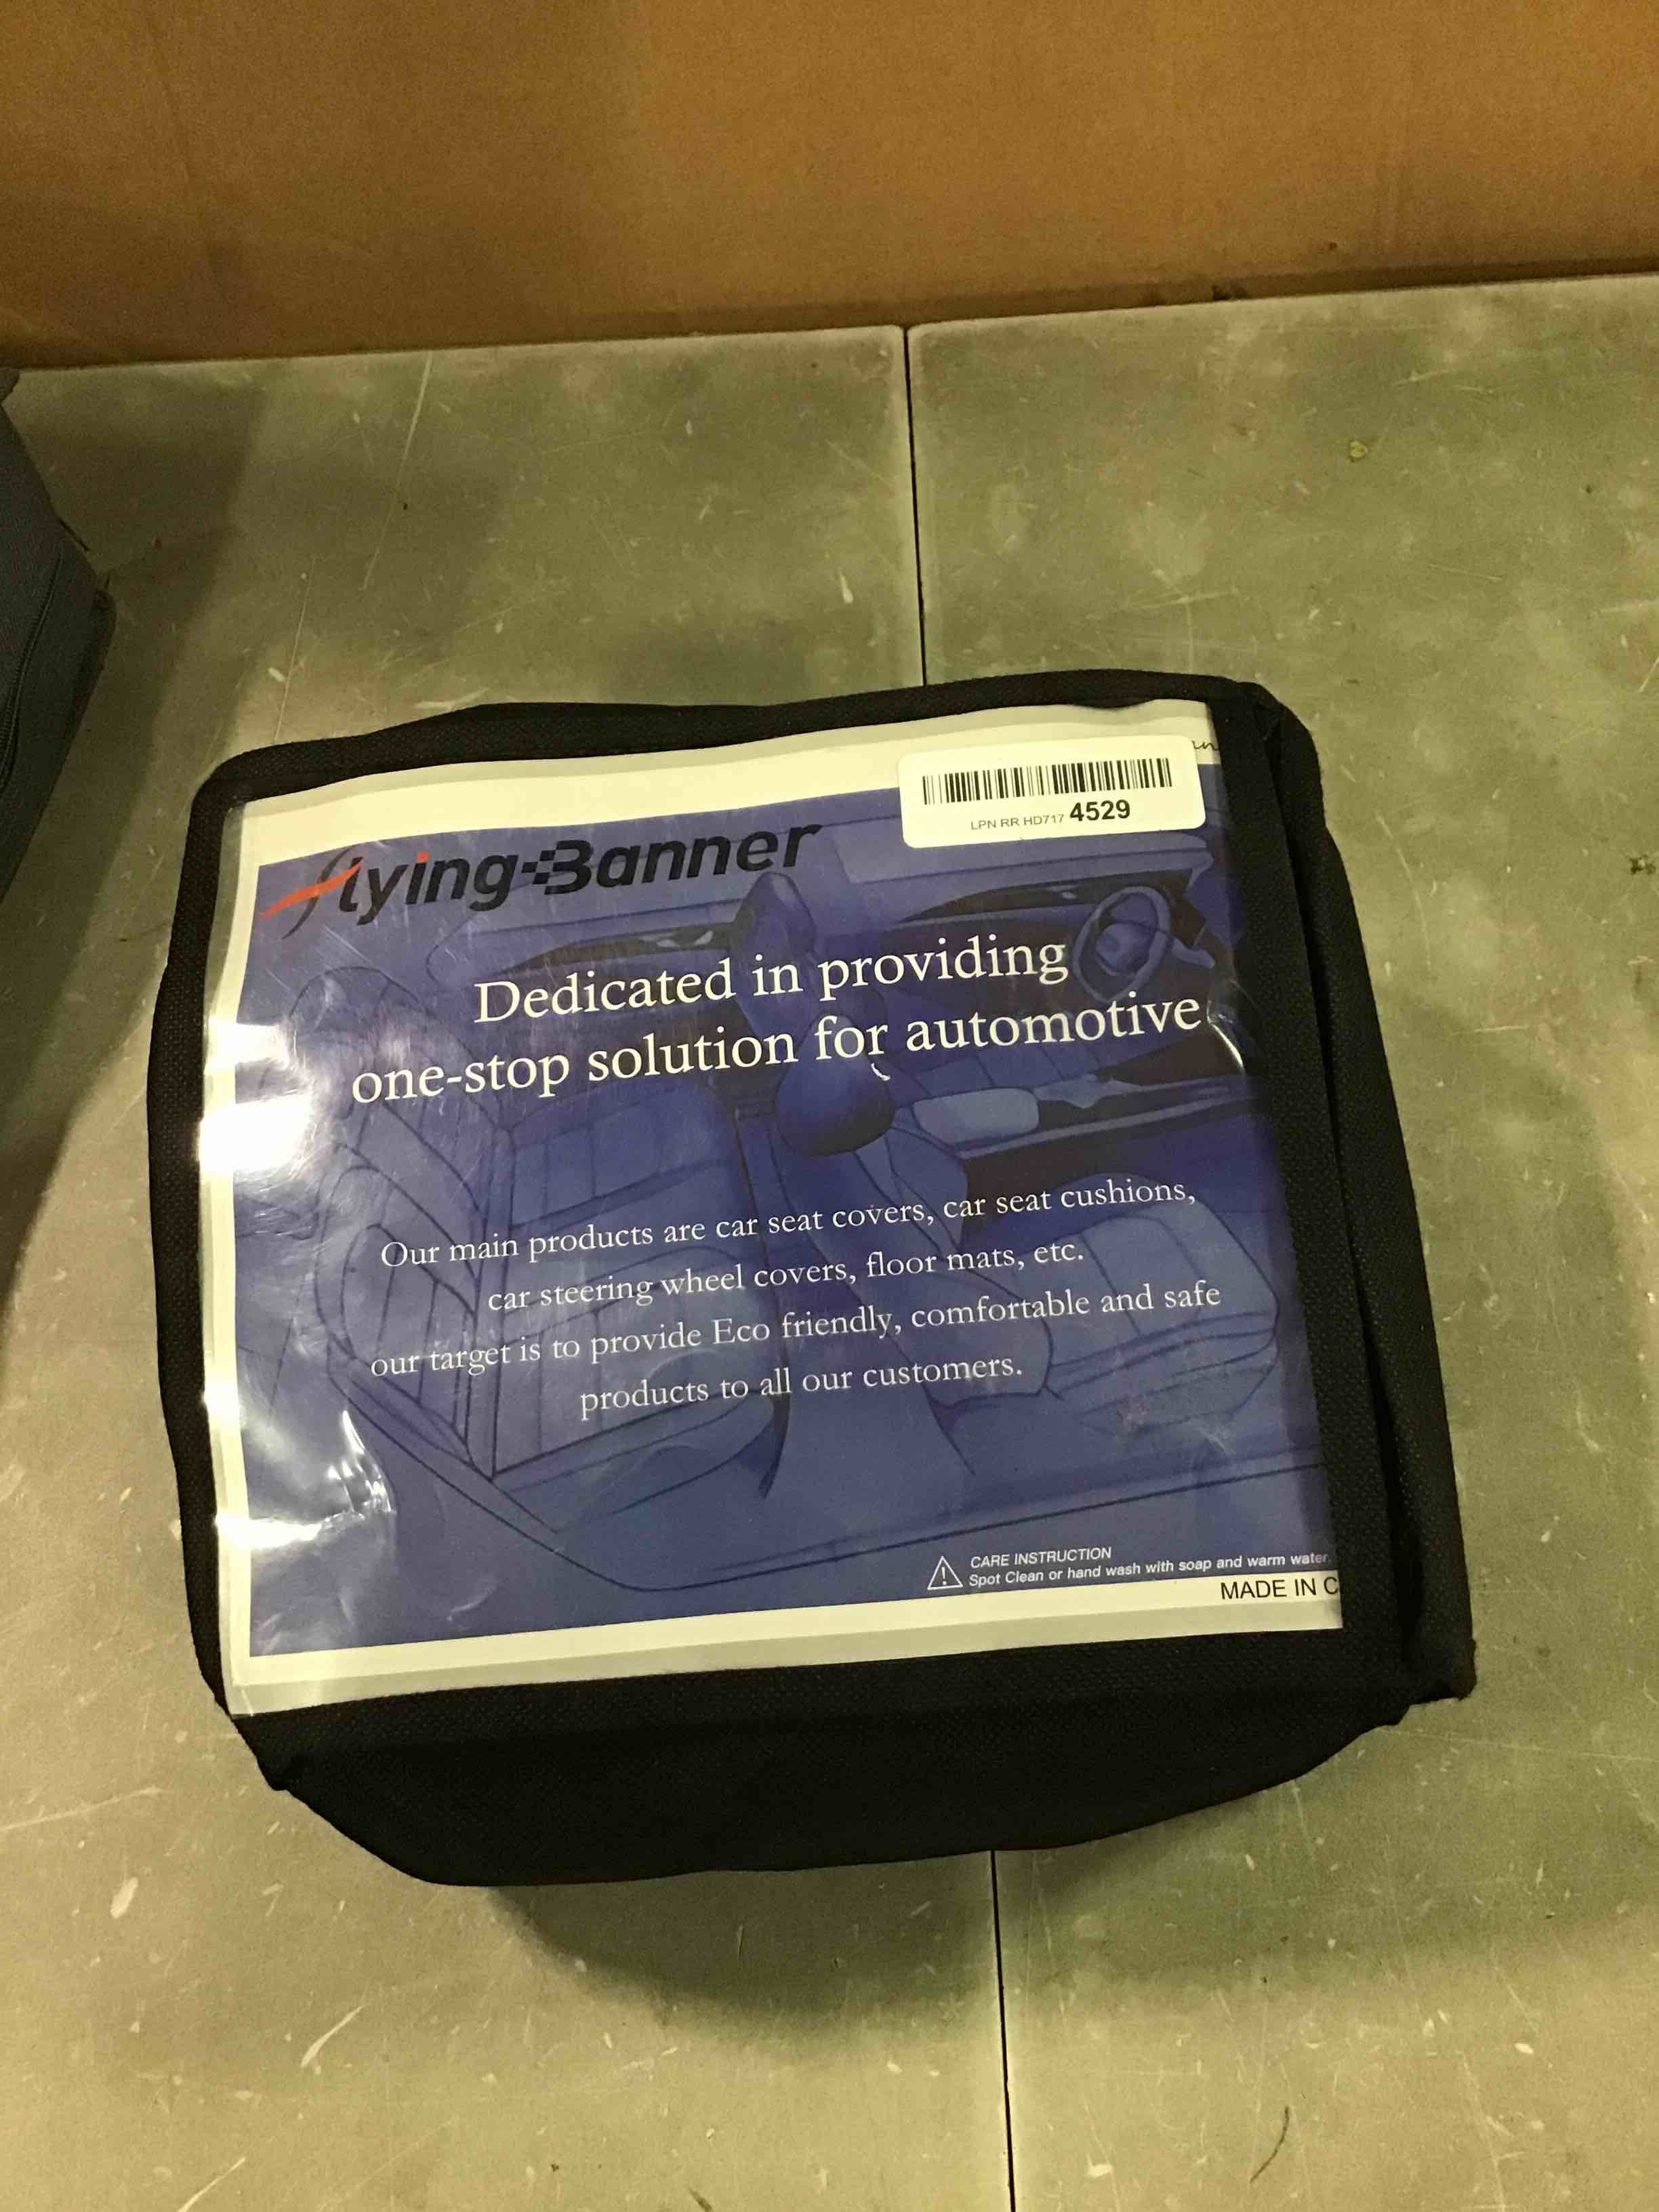 LPN RR HD717 4529
flying-Banner
Dedicated in providing
one-stop solution for automotive
Our main products are car seat covers, car seat cushions,
car steering wheel covers, floor mats, etc.
our target is to provide Eco friendly, comfortable and safe
products to all our customers.
CARE INSTRUCTION
Spot Clean or hand wash with soap and warm water.
MADE IN C